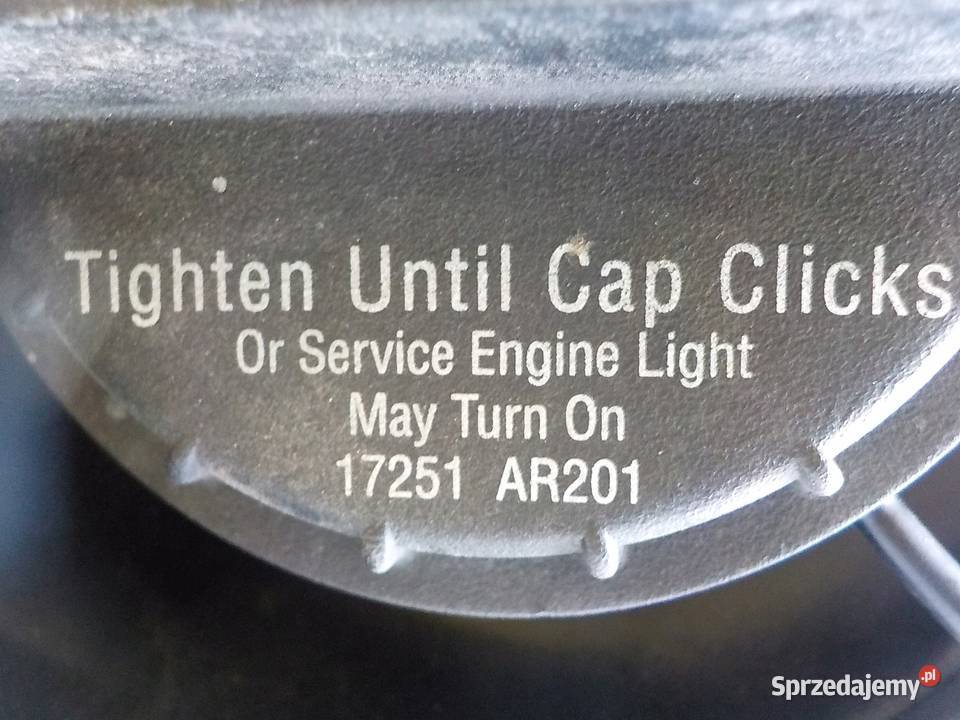 Tighten Until Cap Clicks
Or Service Engine Light
May Turn On
17251 AR201
Sprzedajemy.pl